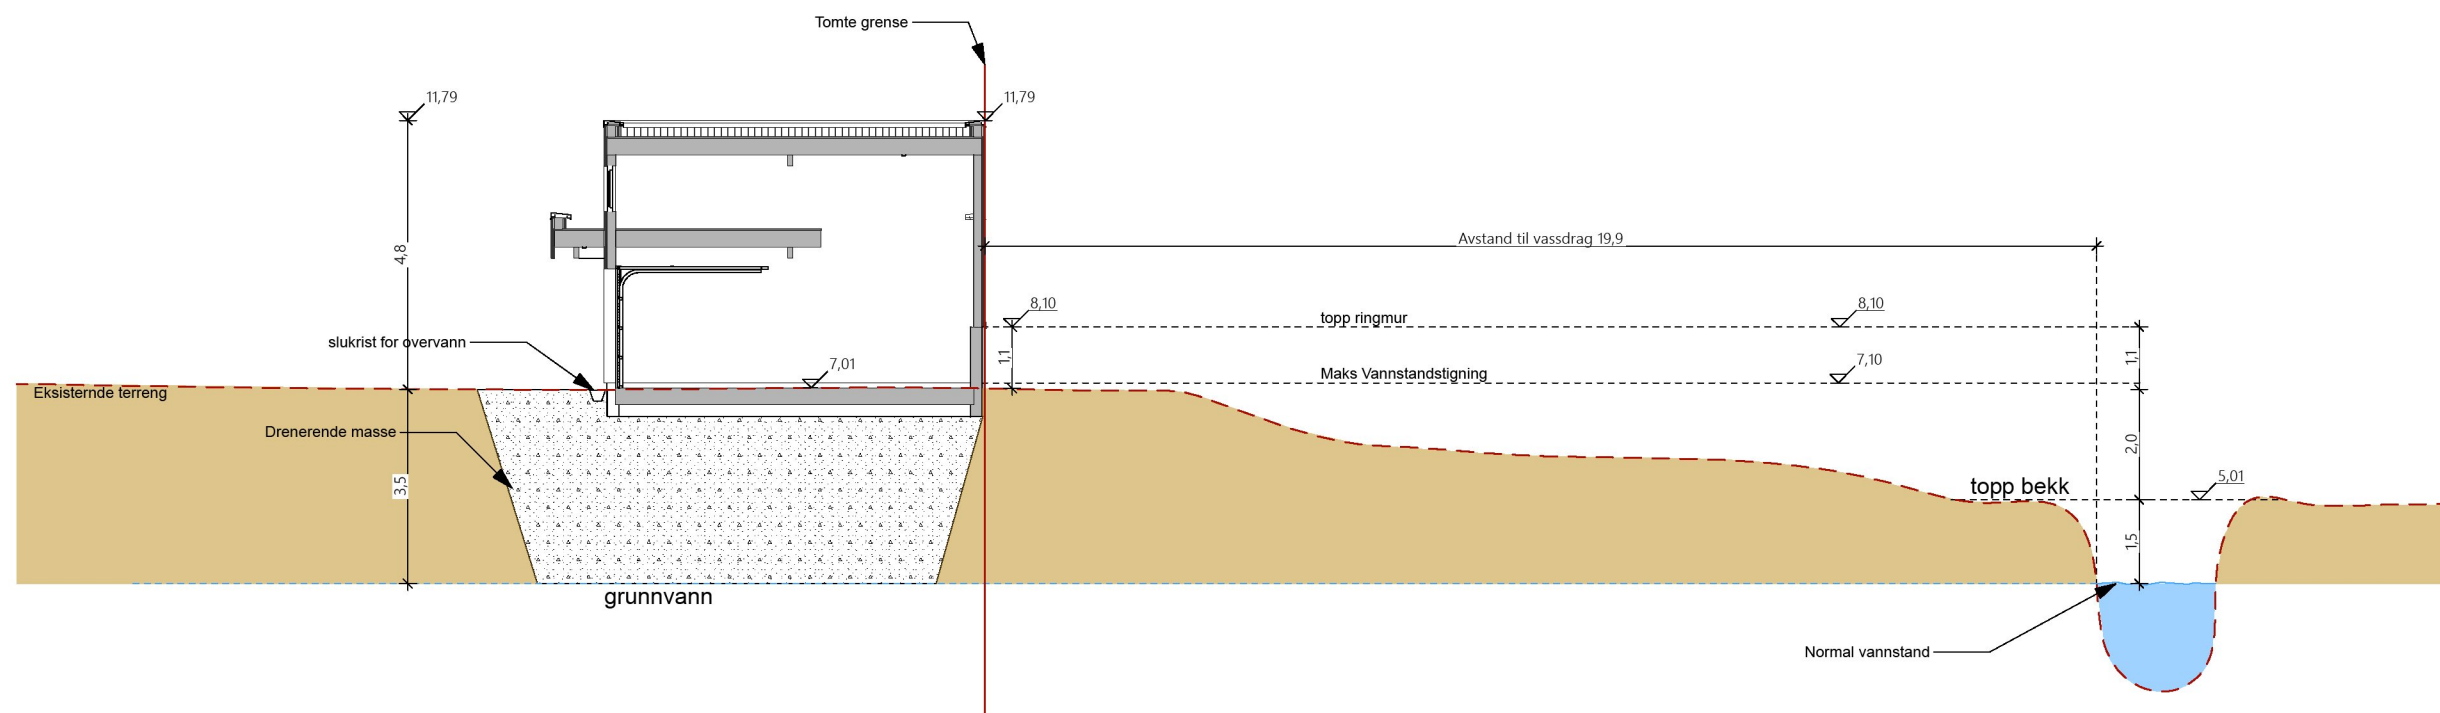 Tomte grense
11,79
11,79
4,8
Avstand til vassdrag 19,9
8,10
8,10
topp ringmur
slukrist for overvann
1,1
1,1
7,01
7,10
Maks Vannstandstigning
Eksisternde terreng
Drenerende masse
2,0
3,5
topp bekk
5,01
1,5
grunnvann
Normal vannstand